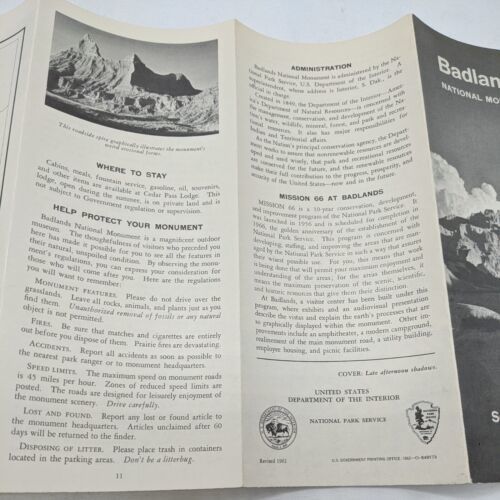 This roadside spire graphically illustrates the monument's
weird erosional forms.
WHERE TO STAY
Cabins, meals, fountain service, gasoline, oil, souvenirs,
and other items are available at Cedar Pass Lodge. This
lodge, open during the summer, is on private land and is
not subject to Government regulation or supervision.
HELP PROTECT YOUR MONUMENT
Badlands National Monument is a magnificent outdoor
museum. The thoughtfulness of visitors who preceded you
here has made it possible for you to see all the features in
their natural, unspoiled condition. By observing the monu-
ment's regulations, you can express your consideration for
those who will come after you. Here are the regulations
you will want to remember:
MONUMENT FEATURES. Please do not drive over the
grasslands. Leave all rocks, animals, and plants just as you
find them. Unauthorized removal of fossils or any natural
object is not permitted.
FIRES. Be sure that matches and cigarettes are entirely
out before you dispose of them. Prairie fires are devastating.
ACCIDENTS. Report all accidents as soon as possible to
the nearest park ranger or to monument headquarters.
SPEED LIMITS. The maximum speed on monument roads
is 45 miles per hour. Zones of reduced speed limits are
posted. The roads are designed for leisurely enjoyment of
the monument scenery. Drive carefully.
LOST AND FOUND. Report any lost or found article to
the monument headquarters. Articles unclaimed after 60
days will be returned to the finder.
DISPOSING OF LITTER. Please place trash in containers
located in the parking areas. Don't be a litterbug.
11
ADMINISTRATION
Badlands National Monument is administered by the Na-
tional Park Service, U.S. Department of the Interior.
Superintendent, whose address is Interior, S. Dak., is the
official in charge.
Created in 1849, the Department of the Interior—Amer-
ica's Department of Natural Resources—is concerned with
the management, conservation, and development of the Na-
tion's water, wildlife, mineral, forest, and park and recrea-
tional resources. It also has major responsibilities for
Indian and Territorial affairs.
As the Nation's principal conservation agency, the Depart-
ment works to assure that nonrenewable resources are devel-
oped and used wisely, that park and recreational resources
are conserved for the future, and that renewable resources
make their full contribution to the progress, prosperity, and
security of the United States—now and in the future.
MISSION 66 AT BADLANDS
MISSION 66 is a 10-year conservation, development,
and improvement program of the National Park Service. It
was launched in 1956 and is scheduled for completion in
1966, the golden anniversary of the establishment of the
National Park Service. This program is concerned with
developing, staffing, and improving the areas that are man-
aged by the National Park Service in such a way that assures
their wisest possible use. For you, this means that work
is being done that will permit your maximum enjoyment and
understanding of the areas; for the areas themselves, it
means the maximum preservation of the scenic, scientific,
and historic resources that give them their distinction.
At Badlands, a visitor center has been built under this
program, where exhibits and an audiovisual presentation
describe the vistas and explain the earth's processes that are
so graphically displayed within the monument. Other im-
provements include an amphitheater, a modern campground,
realinement of the main monument road, a utility building,
employee housing, and picnic facilities.
COVER: Late afternoon shadows.
UNITED STATES
DEPARTMENT OF THE INTERIOR
NATIONAL PARK SERVICE
Revised 1962
U.S. GOVERNMENT PRINTING OFFICE
Badlan
NATIONAL MO
S